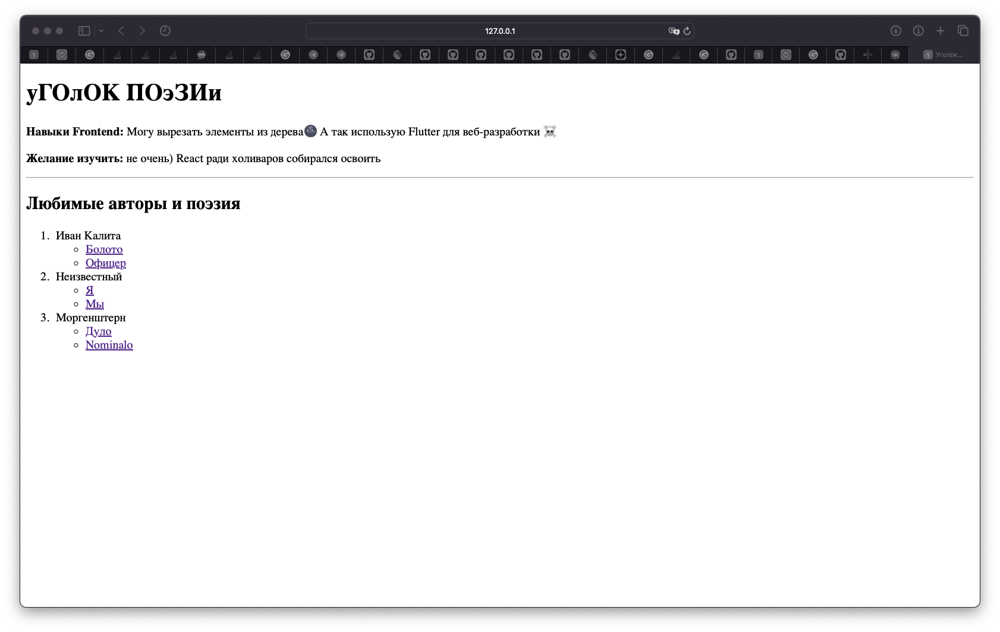 127.0.0.1
1
1
1 Уголок...
уГОлОК ПОэЗИи
Навыки Frontend: Могу вырезать элементы из дерева🌚 А так использую Flutter для веб-разработки ☠️
Желание изучить: не очень) React ради холиваров собирался освоить
Любимые авторы и поэзия
1. Иван Калита
Болото
Офицер
2. Неизвестный
Я
Мы
3. Моргенштерн
Дуло
Nominalo